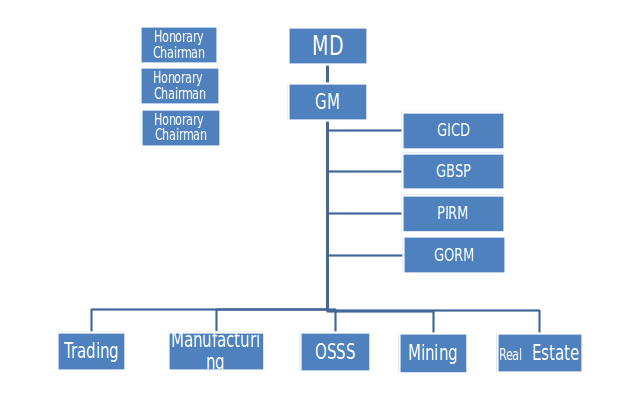 Honorary
Chairman
MD
Honorary
Chairman
GM
Honorary
Chairman
GICD
GBSP
PIRM
GORM
Trading
Manufacturi
ng
OSSS
Mining
Real Estate